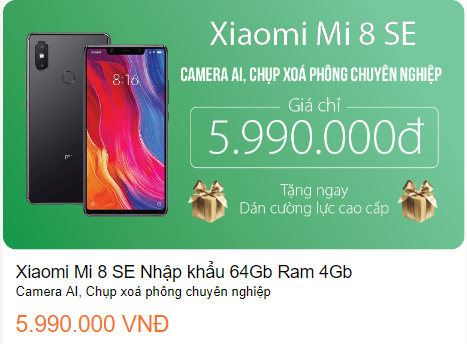 Xiaomi Mi 8 SE
CAMERA AI, CHỤP XOÁ PHÔNG CHUYÊN NGHIỆP
Giá chỉ
5.990.000đ
8:16
Tặng ngay
Dán cường lực cao cấp
Xiaomi Mi 8 SE Nhập khẩu 64Gb Ram 4Gb
Camera AI, Chụp xoá phông chuyên nghiệp
5.990.000 VNĐ